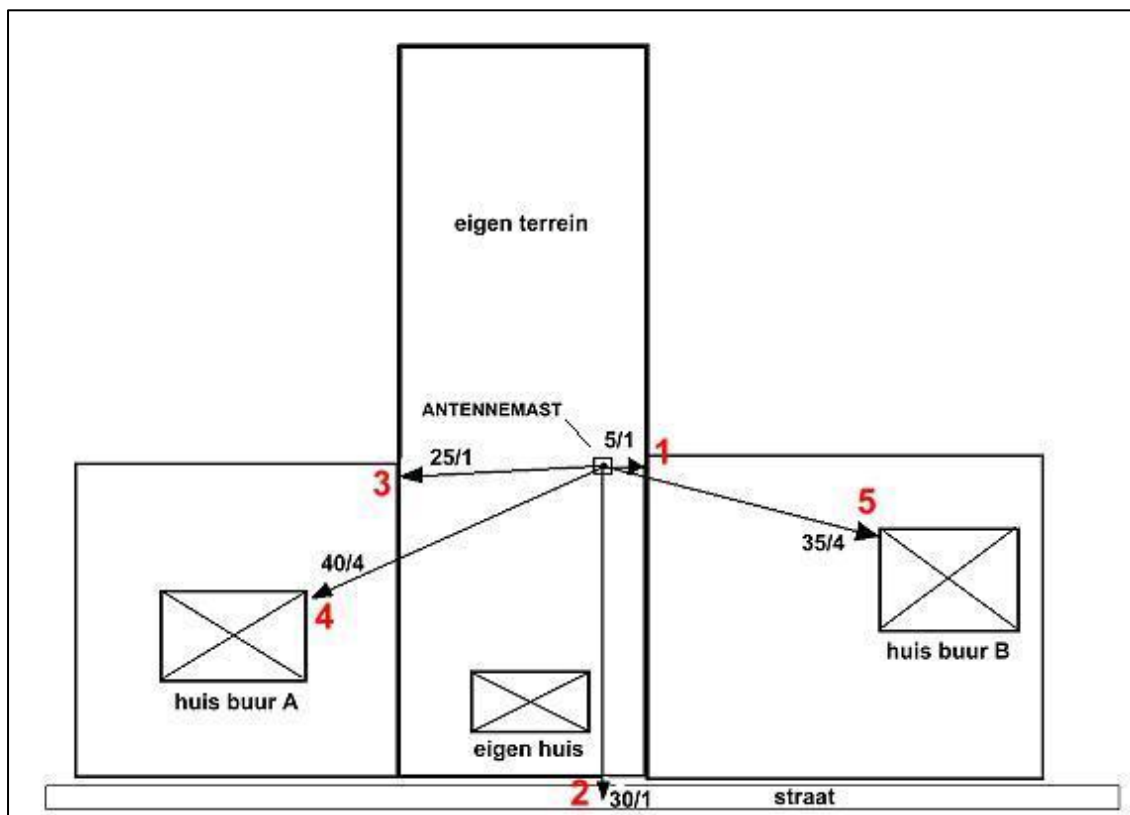 eigen terrein
ANTENNEMAST
5/1
1
25/1
3
5
35/4
40/4
4
huis buur B
huis buur A
eigen huis
2
30/1
straat